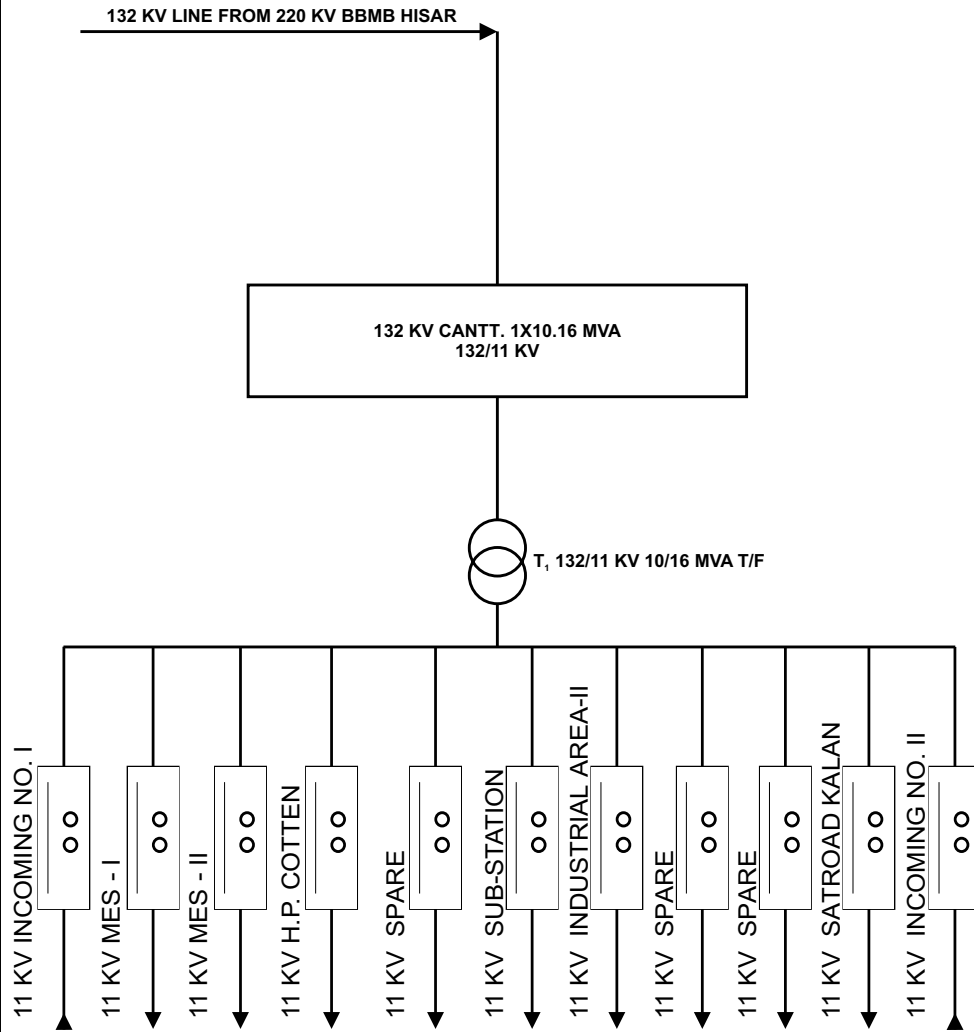 132 KV LINE FROM 220 KV BBMB HISAR
132 KV CANTT. 1X10.16 MVA
132/11 KV
T₁ 132/11 KV 10/16 MVA T/F
11 KV INCOMING NO. I
11 KV MES - I
11 KV MES - II
11 KV H.P. COTTEN
11 KV SPARE
11 KV SUB-STATION
11 KV INDUSTRIAL AREA-II
11 KV SPARE
11 KV SPARE
11 KV SATROAD KALAN
11 KV INCOMING NO. II